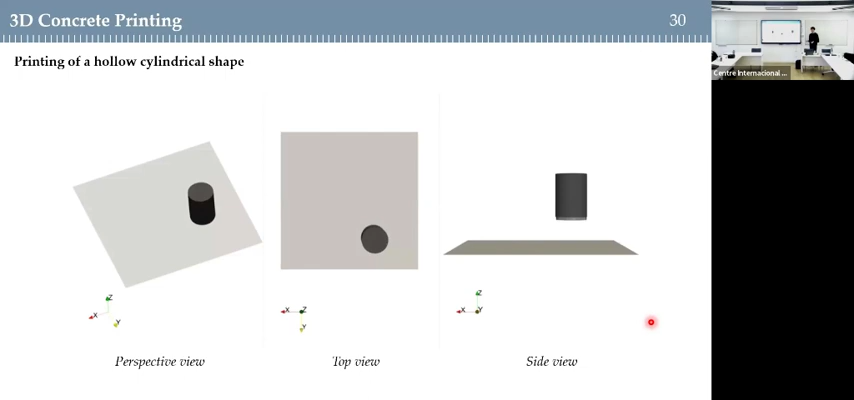 3D Concrete Printing
30
Printing of a hollow cylindrical shape
Centre Internacional ...
Z
X
Y
X
Z
Y
Z
X
Y
Perspective view
Top view
Side view